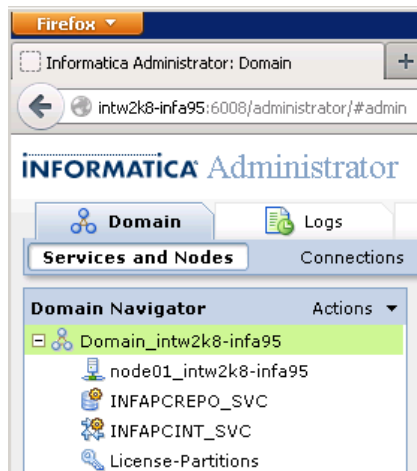 Firefox
Informatica Administrator: Domain
+
intw2k8-infa95:6008/administrator/#admin
INFORMATICA Administrator
Domain Logs
Services and Nodes Connections
Domain Navigator Actions
Domain_intw2k8-infa95
node01_intw2k8-infa95
INFAPCREPO_SVC
INFAPCINT_SVC
License-Partitions